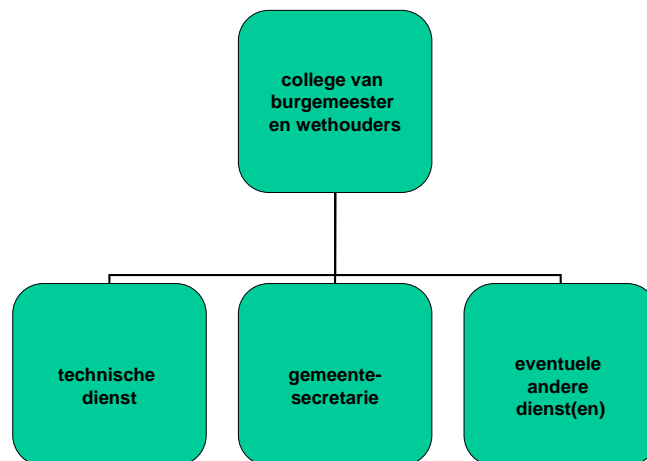 college van
burgemeester
en wethouders
technische
dienst
gemeente-
secretarie
eventuele
andere
dienst(en)